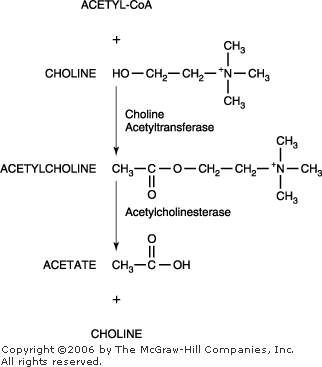 ACETYL-CoA
+
CH₃
CHOLINE HO—CH₂—CH₂—⁺N—CH₃
CH₃
Choline
Acetyltransferase
CH₃
ACETYLCHOLINE CH₃—C—O—CH₂—CH₂—⁺N—CH₃
O
CH₃
Acetylcholinesterase
O
ACETATE CH₃—C—OH
+
CHOLINE
Copyright ©2006 by The McGraw-Hill Companies, Inc.
All rights reserved.